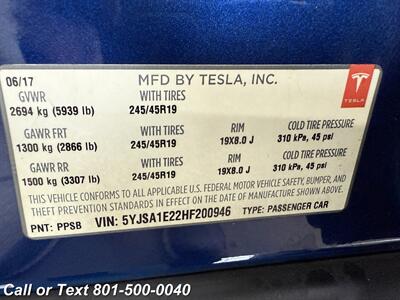 06/17 MFD BY TESLA, INC.
GVWR WITH TIRES
2694 kg (5939 lb) 245/45R19
TESLA
GAWR FRT WITH TIRES RIM COLD TIRE PRESSURE
1300 kg (2866 lb) 245/45R19 19X8.0 J 310 kPa, 45 psi
GAWR RR WITH TIRES RIM COLD TIRE PRESSURE
1500 kg (3307 lb) 245/45R19 19X8.0 J 310 kPa, 45 psi
THIS VEHICLE CONFORMS TO ALL APPLICABLE U.S. FEDERAL MOTOR VEHICLE SAFETY, BUMPER, AND
THEFT PREVENTION STANDARDS IN EFFECT ON THE DATE OF MANUFACTURE SHOWN ABOVE.
PNT: PPSB VIN: 5YJSA1E22HF200946 TYPE: PASSENGER CAR
Call or Text 801-500-0040